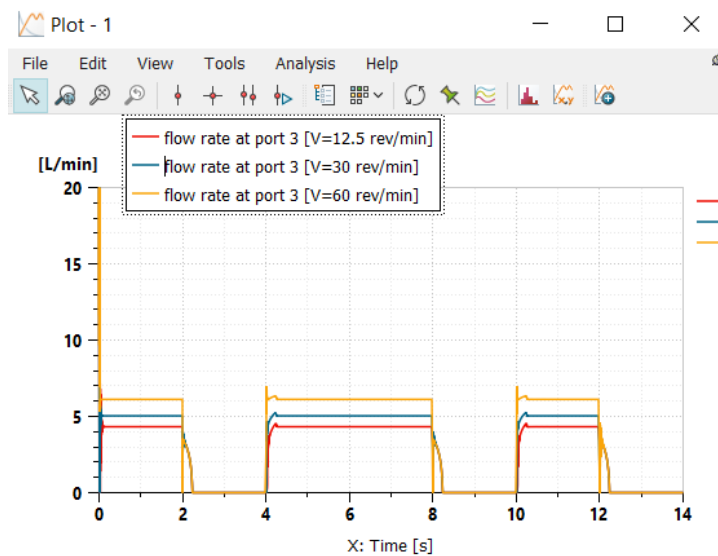 Plot - 1
File Edit View Tools Analysis Help
flow rate at port 3 [V=12.5 rev/min]
flow rate at port 3 [V=30 rev/min]
flow rate at port 3 [V=60 rev/min]
[L/min]
20
15
10
5
0
0 2 4 6 8 10 12 14
X: Time [s]